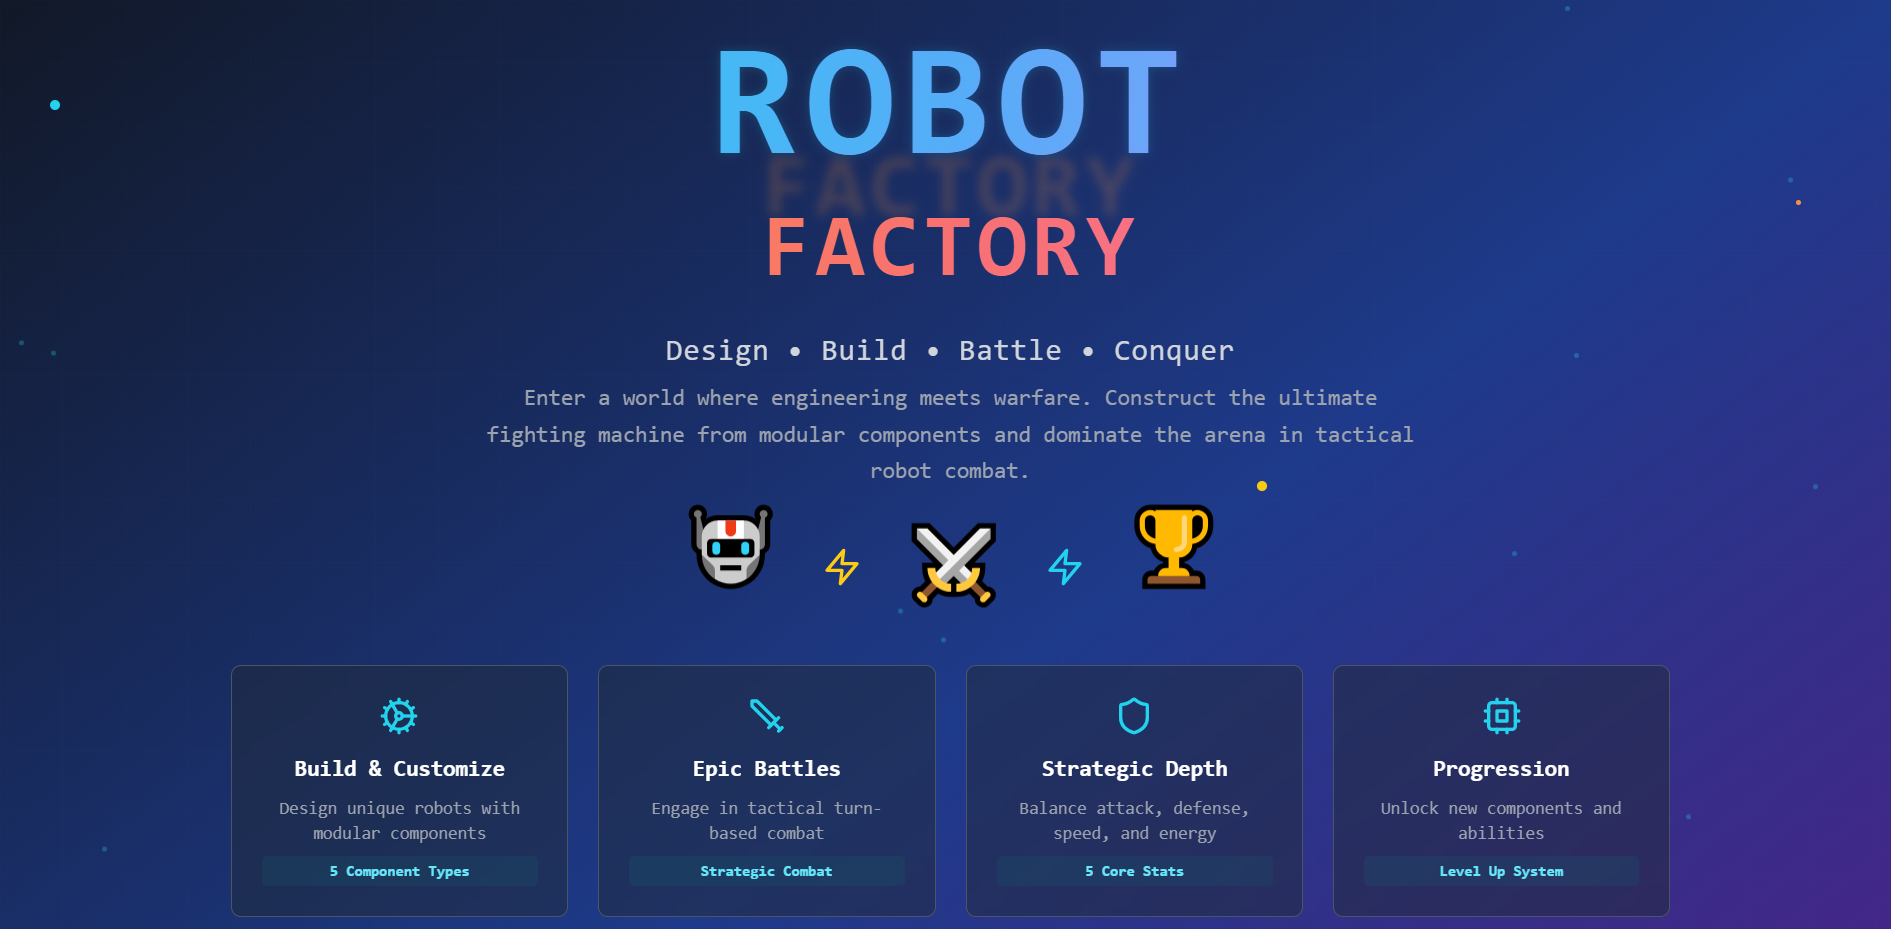 ROBOT
FACTORY
Design • Build • Battle • Conquer
Enter a world where engineering meets warfare. Construct the ultimate
fighting machine from modular components and dominate the arena in tactical
robot combat.
Build & Customize
Design unique robots with
modular components
5 Component Types
Epic Battles
Engage in tactical turn-
based combat
Strategic Combat
Strategic Depth
Balance attack, defense,
speed, and energy
5 Core Stats
Progression
Unlock new components and
abilities
Level Up System